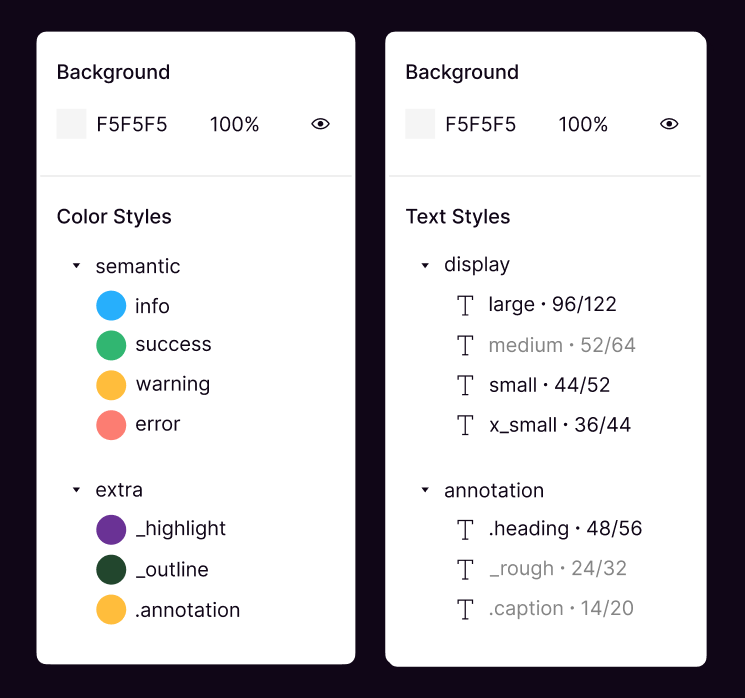 Background
F5F5F5 100%
Color Styles
semantic
info
success
warning
error
extra
_highlight
_outline
.annotation
Background
F5F5F5 100%
Text Styles
display
large · 96/122
medium · 52/64
small · 44/52
x_small · 36/44
annotation
.heading · 48/56
_rough · 24/32
.caption · 14/20